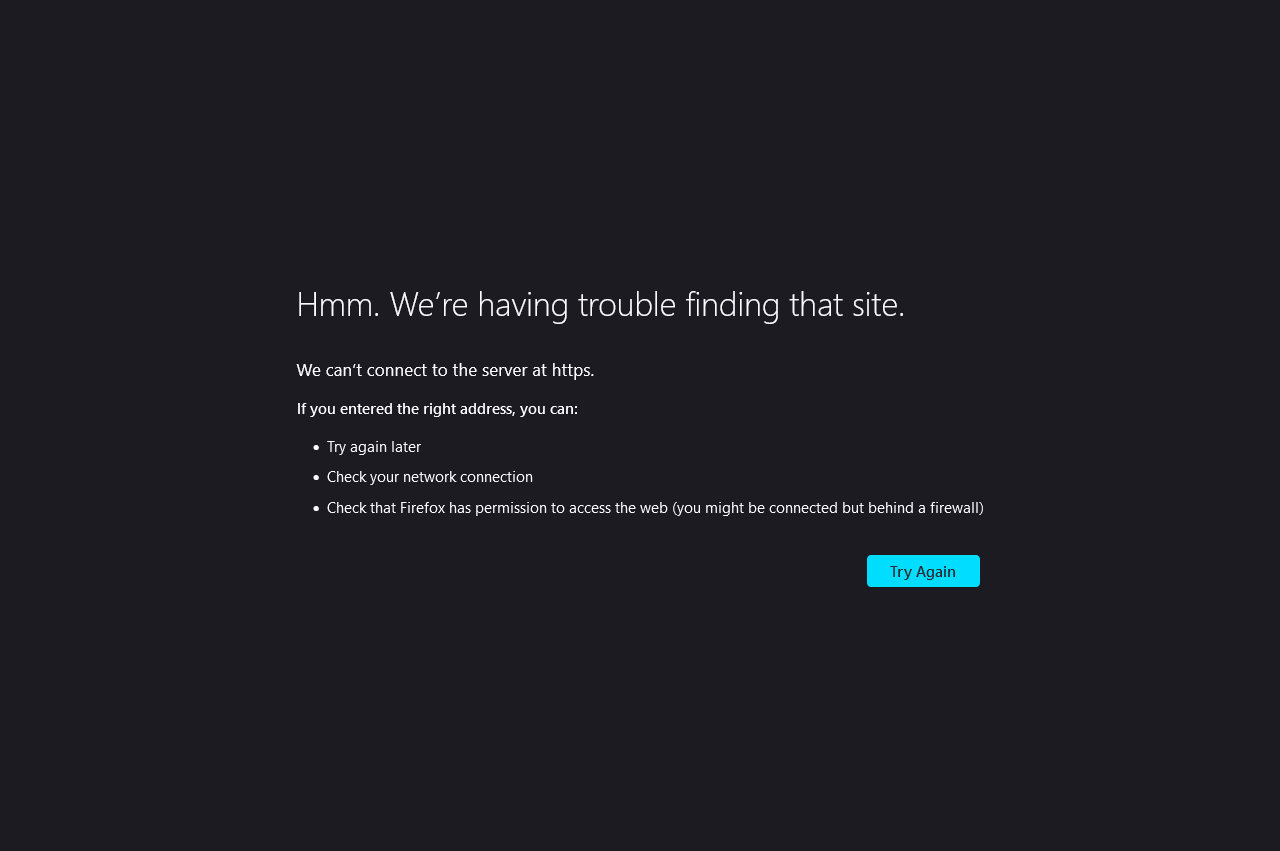 Hmm. We’re having trouble finding that site.
We can’t connect to the server at https.
If you entered the right address, you can:
• Try again later
• Check your network connection
• Check that Firefox has permission to access the web (you might be connected but behind a firewall)
Try Again